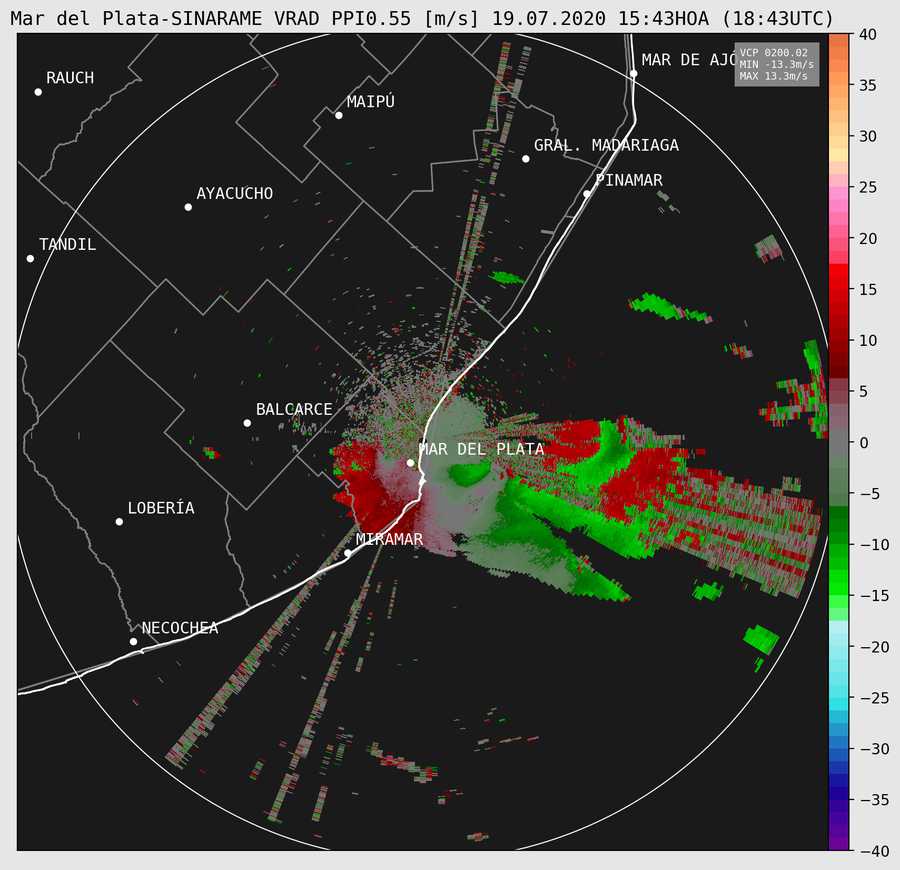 Mar del Plata-SINARAME VRAD PPI0.55 [m/s] 19.07.2020 15:43HOA (18:43UTC)
VCP 0200.02
MIN -13.3m/s
MAX 13.3m/s
MAR DE AJÓ
RAUCH
MAIPÚ
GRAL. MADARIAGA
PINAMAR
AYACUCHO
TANDIL
BALCARCE
MAR DEL PLATA
LOBERÍA
MIRAMAR
NECOCHEA
40
35
30
25
20
15
10
5
0
−5
−10
−15
−20
−25
−30
−35
−40